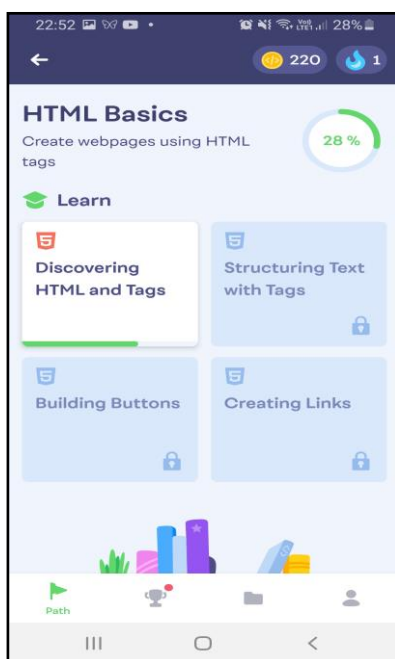 22:52 28%
220 1
HTML Basics
Create webpages using HTML
tags
28 %
Learn
Discovering
HTML and Tags
Structuring Text
with Tags
Building Buttons
Creating Links
Path